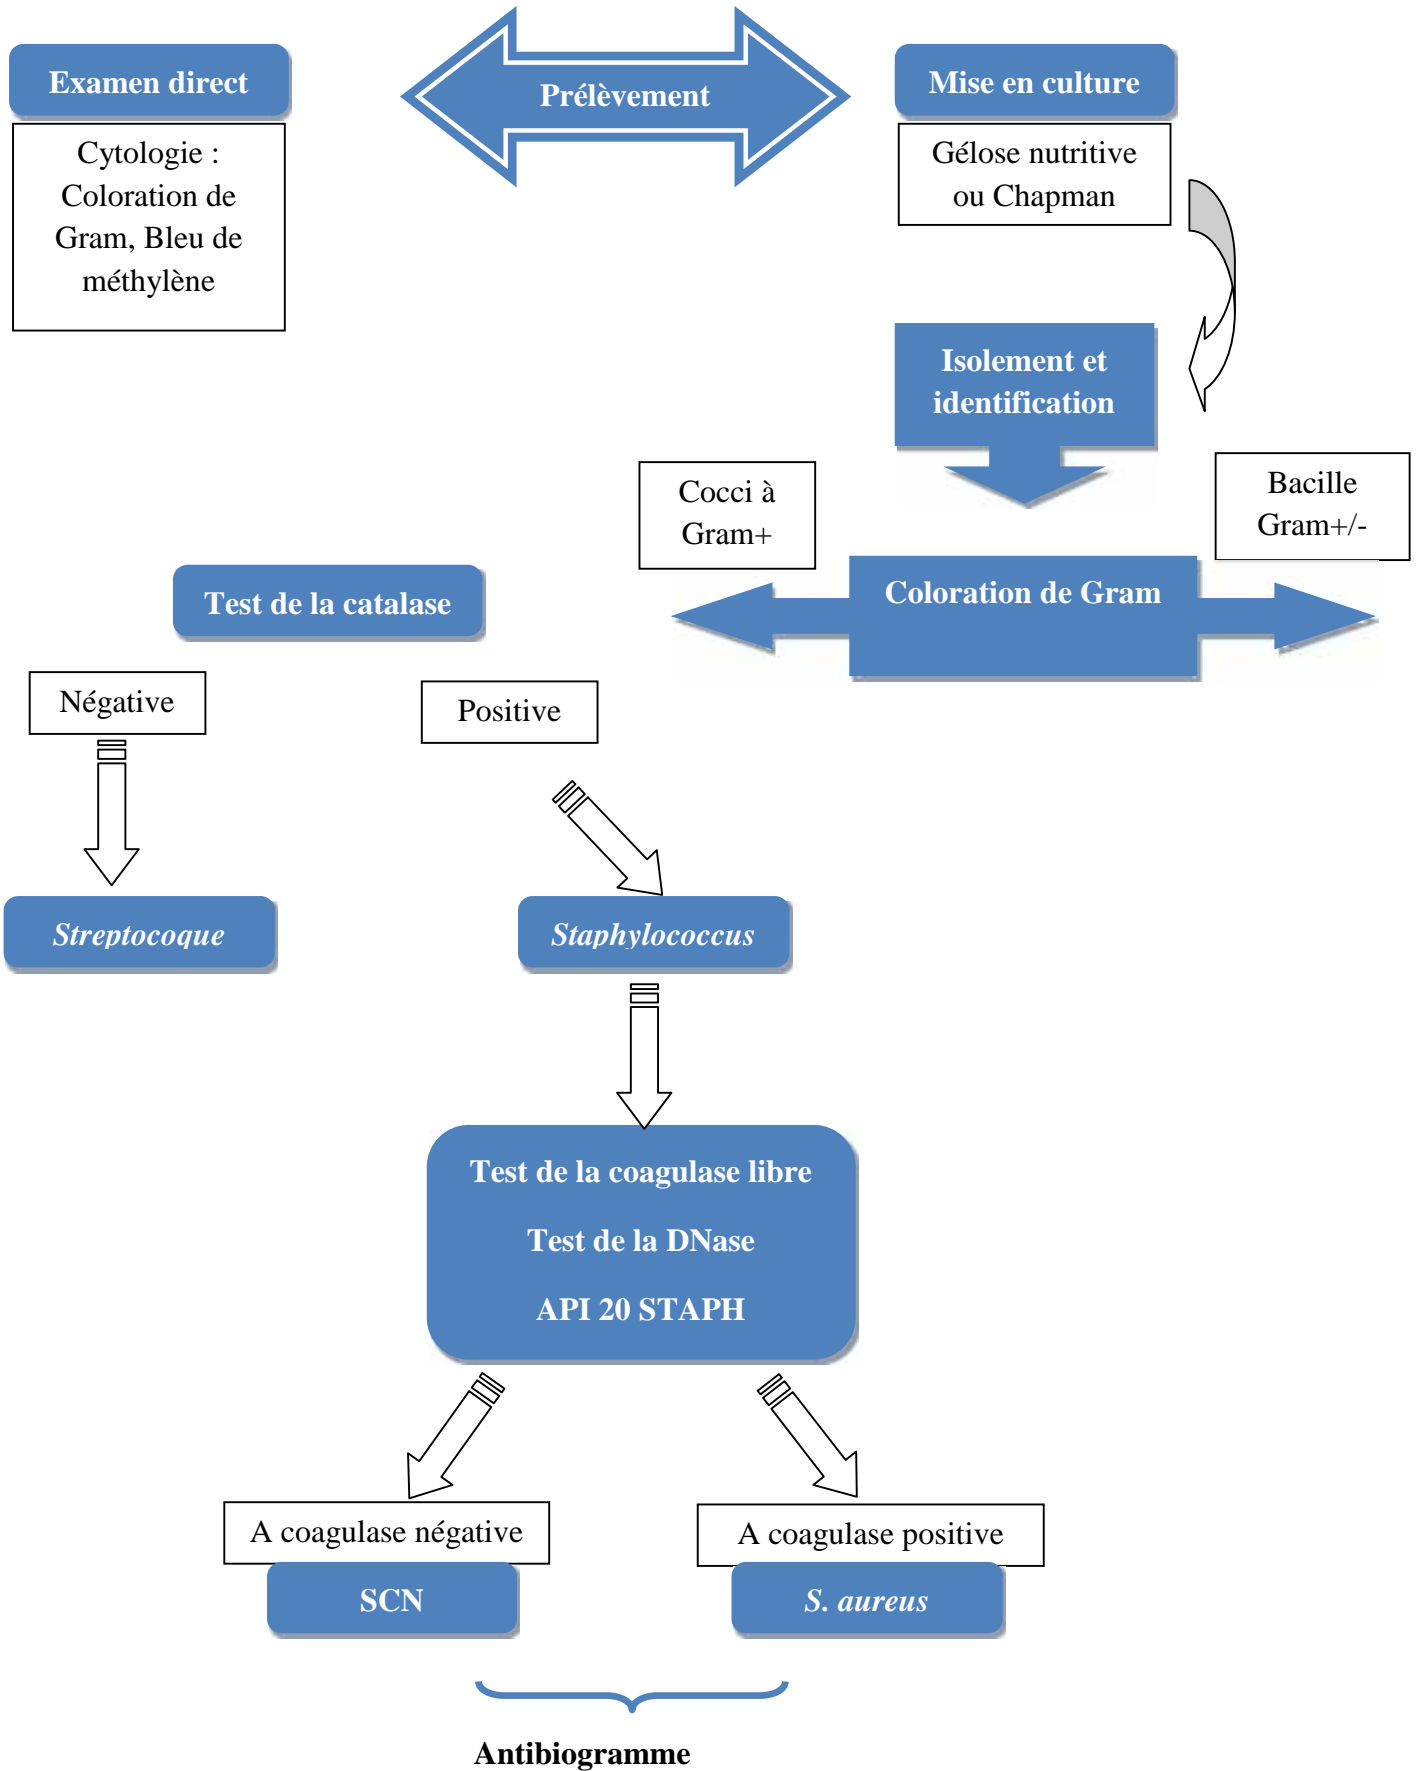 Examen direct
Prélèvement
Mise en culture
Cytologie :
Coloration de
Gram, Bleu de
méthylène
Gélose nutritive
ou Chapman
Isolement et
identification
Cocci à
Gram+
Bacille
Gram+/-
Coloration de Gram
Test de la catalase
Négative
Positive
Streptocoque
Staphylococcus
Test de la coagulase libre
Test de la DNase
API 20 STAPH
A coagulase négative
A coagulase positive
SCN
S. aureus
Antibiogramme